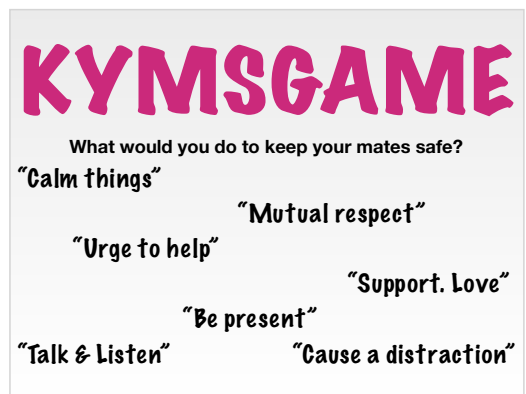 KYMSGAME
What would you do to keep your mates safe?
“Calm things”
“Mutual respect”
“Urge to help”
“Support. Love”
“Be present”
“Talk & Listen” “Cause a distraction”